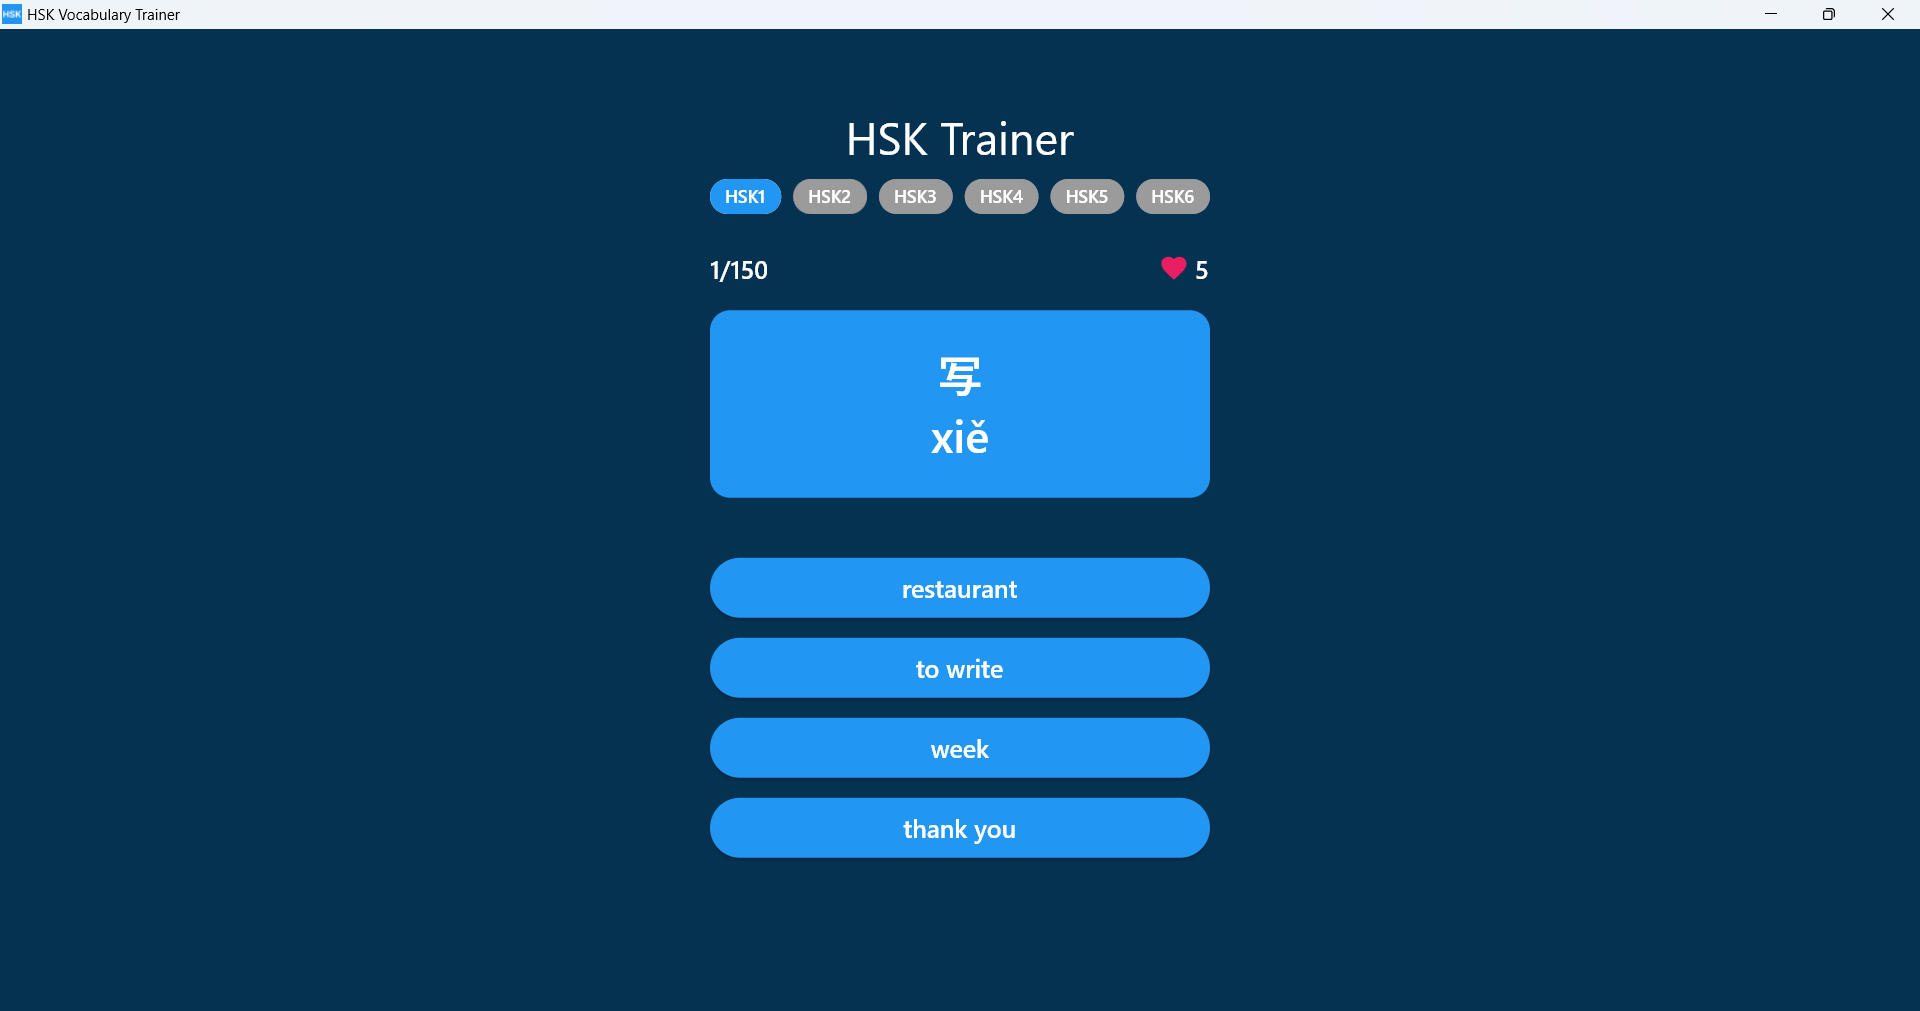 HSK HSK Vocabulary Trainer
HSK Trainer
HSK1 HSK2 HSK3 HSK4 HSK5 HSK6
1/150 5
写
xiě
restaurant
to write
week
thank you